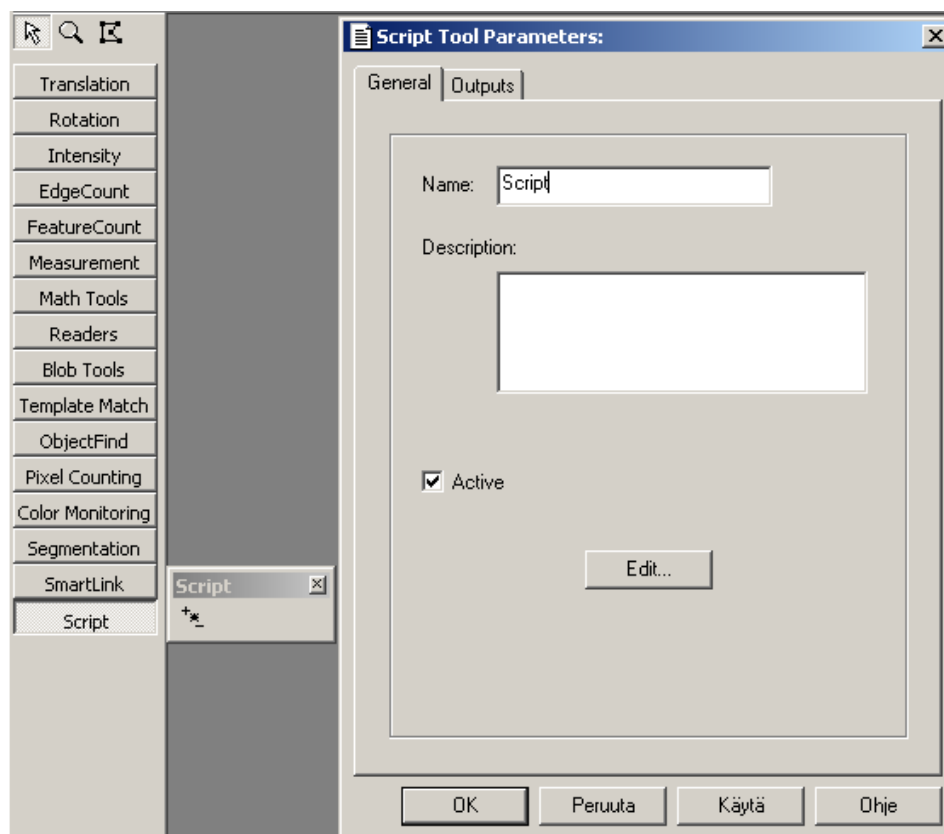 Translation
Rotation
Intensity
EdgeCount
FeatureCount
Measurement
Math Tools
Readers
Blob Tools
Template Match
ObjectFind
Pixel Counting
Color Monitoring
Segmentation
SmartLink
Script
Script
Script Tool Parameters:
General Outputs
Name: Script
Description:
Active
Edit...
OK Peruuta Käytä Ohje